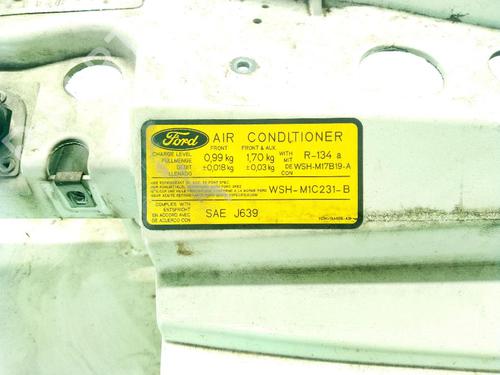 Ford AIR CONDITIONER
FRONT FRONT & AUX
CHARGE LEVEL 0,99 kg 1,70 kg WITH R-134 a
FÜLLMENGE MIT
DEBIT ±0,018 kg ±0,03 kg DE WSH-M17B19-A
LLENADO CON
WSH-M1C231-B
COMPLIES WITH
ENTSPRICHT
EN ACCORD AVEC SAE J639
DE ACUERDO CON